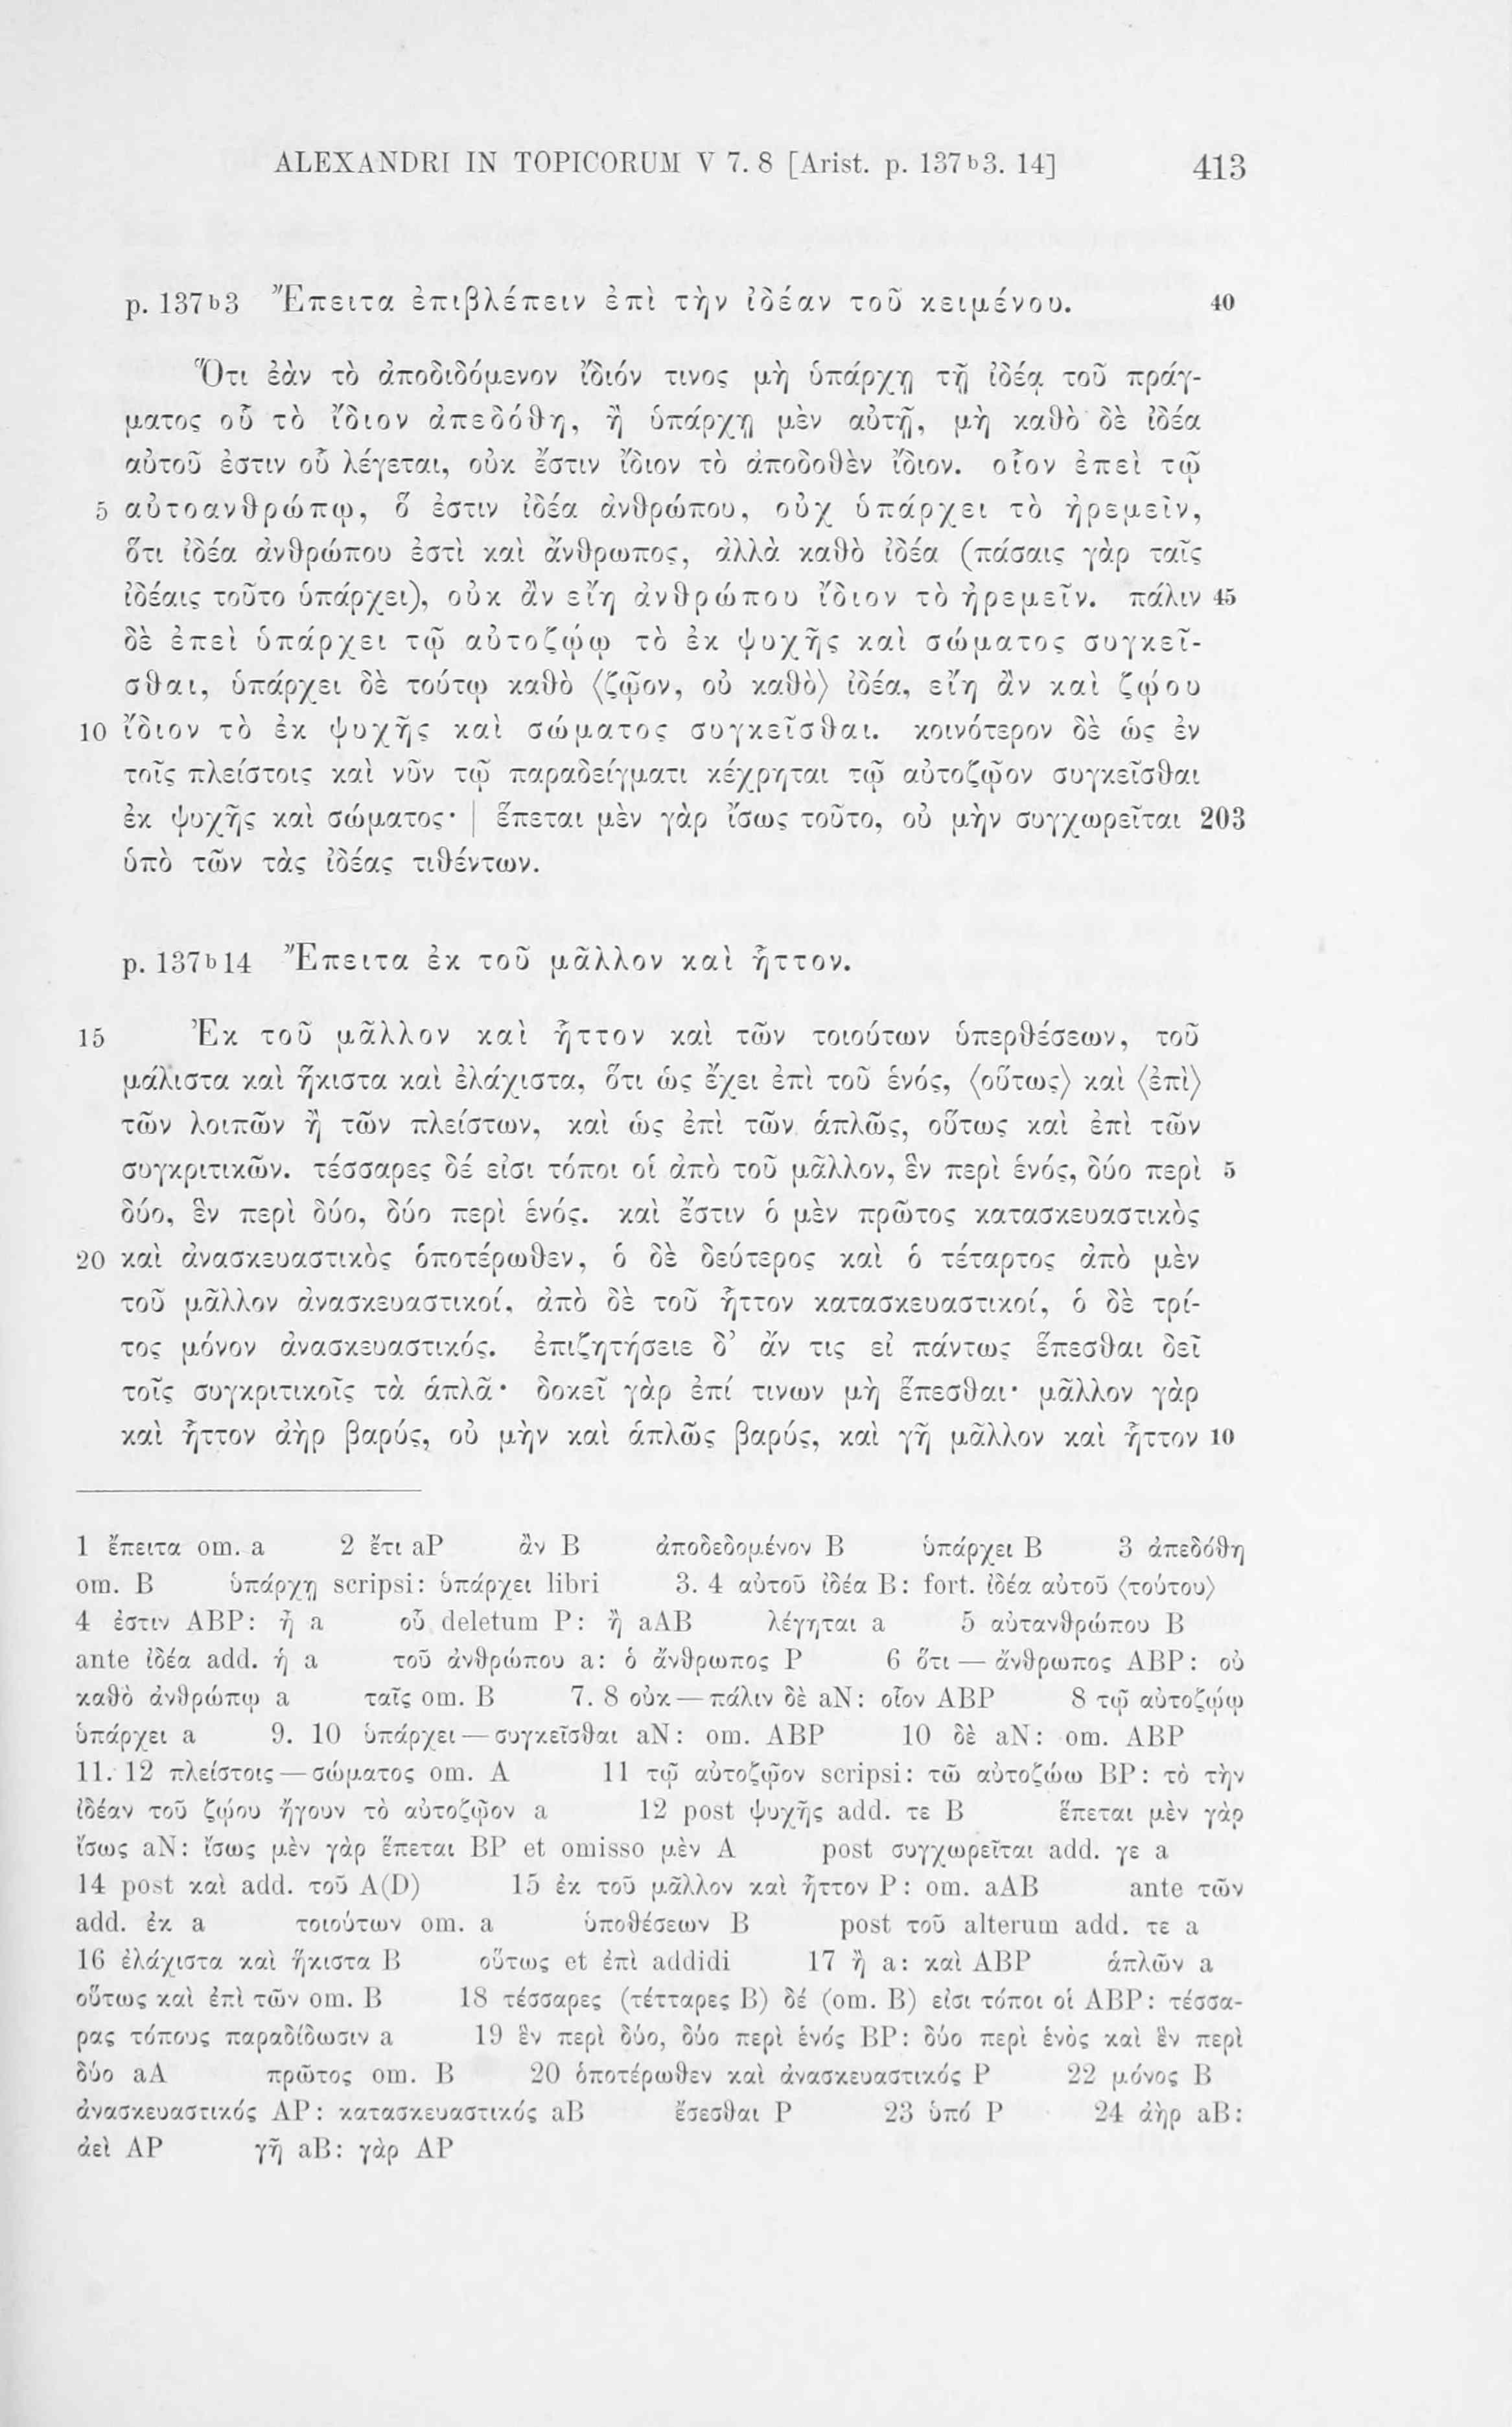 ALEXANDRI IN TOPICORUM V 7. 8 [Arist. p. 137ᵇ3. 14] 413
p. 137ᵇ3 Ἔπειτα ἐπιβλέπειν ἐπὶ τὴν ἰδέαν τοῦ κειμένου. 40
Ὅτι ἐὰν τὸ ἀποδιδόμενον ἴδιόν τινος μὴ ὑπάρχῃ τῇ ἰδέᾳ τοῦ πράγ-
ματος οὗ τὸ ἴδιον ἀπεδόθη, ἢ ὑπάρχῃ μὲν αὐτῇ, μὴ καθὸ δὲ ἰδέα
αὐτοῦ ἐστιν οὗ λέγεται, οὐκ ἔστιν ἴδιον τὸ ἀποδοθὲν ἴδιον. οἷον ἐπεὶ τῷ
5 αὐτοανθρώπῳ, ὅ ἐστιν ἰδέα ἀνθρώπου, οὐχ ὑπάρχει τὸ ἠρεμεῖν,
ὅτι ἰδέα ἀνθρώπου ἐστὶ καὶ ἄνθρωπος, ἀλλὰ καθὸ ἰδέα (πάσαις γὰρ ταῖς
ἰδέαις τοῦτο ὑπάρχει), οὐκ ἂν εἴη ἀνθρώπου ἴδιον τὸ ἠρεμεῖν. πάλιν 45
δὲ ἐπεὶ ὑπάρχει τῷ αὐτοζῴῳ τὸ ἐκ ψυχῆς καὶ σώματος συγκεῖ-
σθαι, ὑπάρχει δὲ τούτῳ καθὸ ⟨ζῷον, οὐ καθὸ⟩ ἰδέα, εἴη ἂν καὶ ζῴου
10 ἴδιον τὸ ἐκ ψυχῆς καὶ σώματος συγκεῖσθαι. κοινότερον δὲ ὡς ἐν
τοῖς πλείστοις καὶ νῦν τῷ παραδείγματι κέχρηται τῷ αὐτοζῷον συγκεῖσθαι
ἐκ ψυχῆς καὶ σώματος· | ἕπεται μὲν γὰρ ἴσως τοῦτο, οὐ μὴν συγχωρεῖται 203
ὑπὸ τῶν τὰς ἰδέας τιθέντων.
p. 137ᵇ14 Ἔπειτα ἐκ τοῦ μᾶλλον καὶ ἧττον.
15 Ἐκ τοῦ μᾶλλον καὶ ἧττον καὶ τῶν τοιούτων ὑπερθέσεων, τοῦ
μάλιστα καὶ ἥκιστα καὶ ἐλάχιστα, ὅτι ὡς ἔχει ἐπὶ τοῦ ἑνός, ⟨οὕτως⟩ καὶ ⟨ἐπὶ⟩
τῶν λοιπῶν ἢ τῶν πλείστων, καὶ ὡς ἐπὶ τῶν ἁπλῶς, οὕτως καὶ ἐπὶ τῶν
συγκριτικῶν. τέσσαρες δέ εἰσι τόποι οἱ ἀπὸ τοῦ μᾶλλον, ἓν περὶ ἑνός, δύο περὶ 5
δύο, ἓν περὶ δύο, δύο περὶ ἑνός. καὶ ἔστιν ὁ μὲν πρῶτος κατασκευαστικὸς
20 καὶ ἀνασκευαστικὸς ὁποτέρωθεν, ὁ δὲ δεύτερος καὶ ὁ τέταρτος ἀπὸ μὲν
τοῦ μᾶλλον ἀνασκευαστικοί, ἀπὸ δὲ τοῦ ἧττον κατασκευαστικοί, ὁ δὲ τρί-
τος μόνον ἀνασκευαστικός. ἐπιζητήσειε δ’ ἄν τις εἰ πάντως ἕπεσθαι δεῖ
τοῖς συγκριτικοῖς τὰ ἁπλᾶ· δοκεῖ γὰρ ἐπί τινων μὴ ἕπεσθαι· μᾶλλον γὰρ
καὶ ἧττον ἀὴρ βαρύς, οὐ μὴν καὶ ἁπλῶς βαρύς, καὶ γῆ μᾶλλον καὶ ἧττον 10
1 ἔπειτα om. a 2 ἔτι aP ἂν B ἀποδεδομένον B ὑπάρχει B 3 ἀπεδόθη
om. B ὑπάρχῃ scripsi: ὑπάρχει libri 3. 4 αὐτοῦ ἰδέα B: fort. ἰδέα αὐτοῦ ⟨τούτου⟩
4 ἐστιν ABP: ᾖ a οὗ deletum P: ἢ aAB λέγηται a 5 αὐτανθρώπου B
ante ἰδέα add. ἡ a τοῦ ἀνθρώπου a: ὁ ἄνθρωπος P 6 ὅτι — ἄνθρωπος ABP: οὐ
καθὸ ἀνθρώπῳ a ταῖς om. B 7. 8 οὐκ — πάλιν δὲ aN: οἷον ABP 8 τῷ αὐτοζῴῳ
ὑπάρχει a 9. 10 ὑπάρχει — συγκεῖσθαι aN: om. ABP 10 δὲ aN: om. ABP
11. 12 πλείστοις — σώματος om. A 11 τῷ αὐτοζῷον scripsi: τῶ αὐτοζώω BP: τὸ τὴν
ἰδέαν τοῦ ζῴου ἤγουν τὸ αὐτοζῷον a 12 post ψυχῆς add. τε B ἕπεται μὲν γὰρ
ἴσως aN: ἴσως μὲν γὰρ ἕπεται BP et omisso μὲν A post συγχωρεῖται add. γε a
14 post καὶ add. τοῦ A(D) 15 ἐκ τοῦ μᾶλλον καὶ ἧττον P: om. aAB ante τῶν
add. ἐκ a τοιούτων om. a ὑποθέσεων B post τοῦ alterum add. τε a
16 ἐλάχιστα καὶ ἥκιστα B οὕτως et ἐπὶ addidi 17 ἢ a: καὶ ABP ἁπλῶν a
οὕτως καὶ ἐπὶ τῶν om. B 18 τέσσαρες (τέτταρες B) δέ (om. B) εἰσι τόποι οἱ ABP: τέσσα-
ρας τόπους παραδίδωσιν a 19 ἓν περὶ δύο, δύο περὶ ἑνός BP: δύο περὶ ἑνὸς καὶ ἓν περὶ
δύο aA πρῶτος om. B 20 ὁποτέρωθεν καὶ ἀνασκευαστικός P 22 μόνος B
ἀνασκευαστικός AP: κατασκευαστικός aB ἔσεσθαι P 23 ὑπό P 24 ἀὴρ aB:
ἀεὶ AP γῆ aB: γὰρ AP